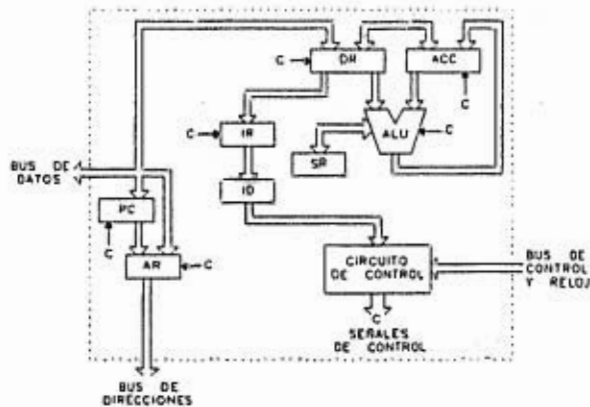 DR
ACC
C
C
IR
C
ALU
C
SR
BUS DE
DATOS
ID
PC
C
AR
C
CIRCUITO
DE CONTROL
BUS DE
CONTROL
Y RELOJ
C
SEÑALES
DE CONTROL
BUS DE
DIRECCIONES